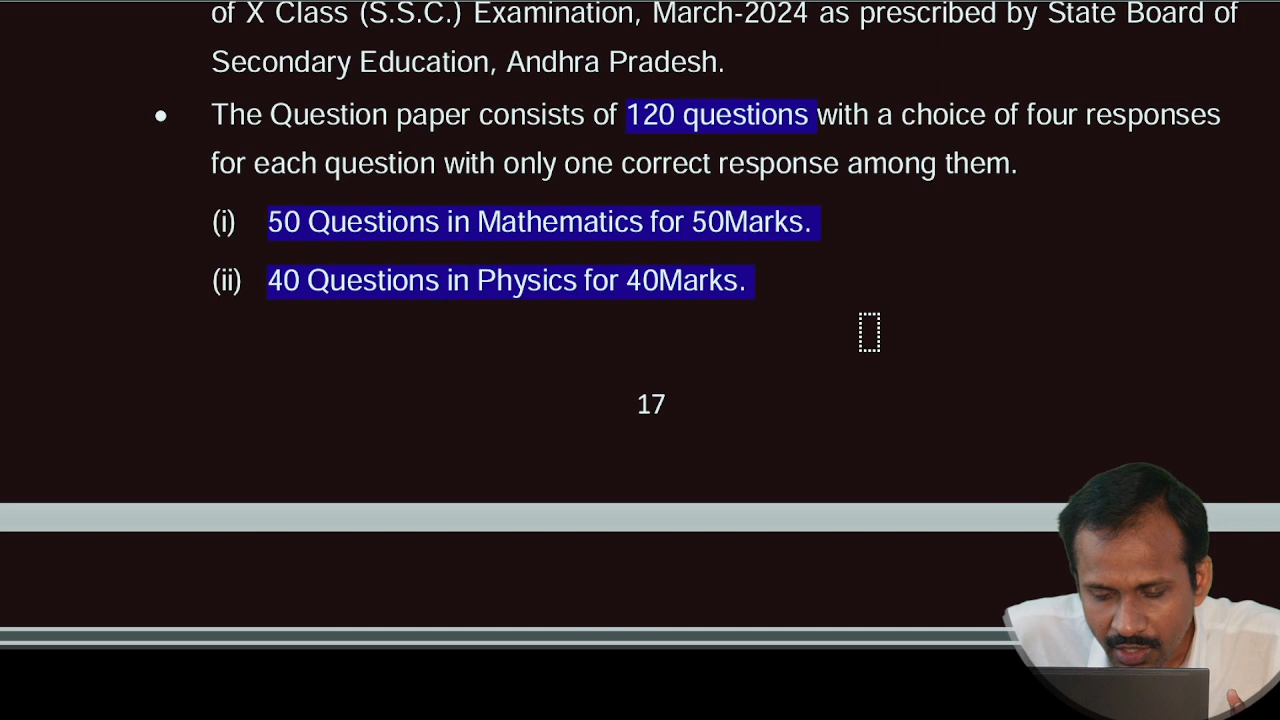 of X Class (S.S.C.) Examination, March-2024 as prescribed by State Board of
Secondary Education, Andhra Pradesh.
• The Question paper consists of 120 questions with a choice of four responses
for each question with only one correct response among them.
(i) 50 Questions in Mathematics for 50Marks.
(ii) 40 Questions in Physics for 40Marks.
17